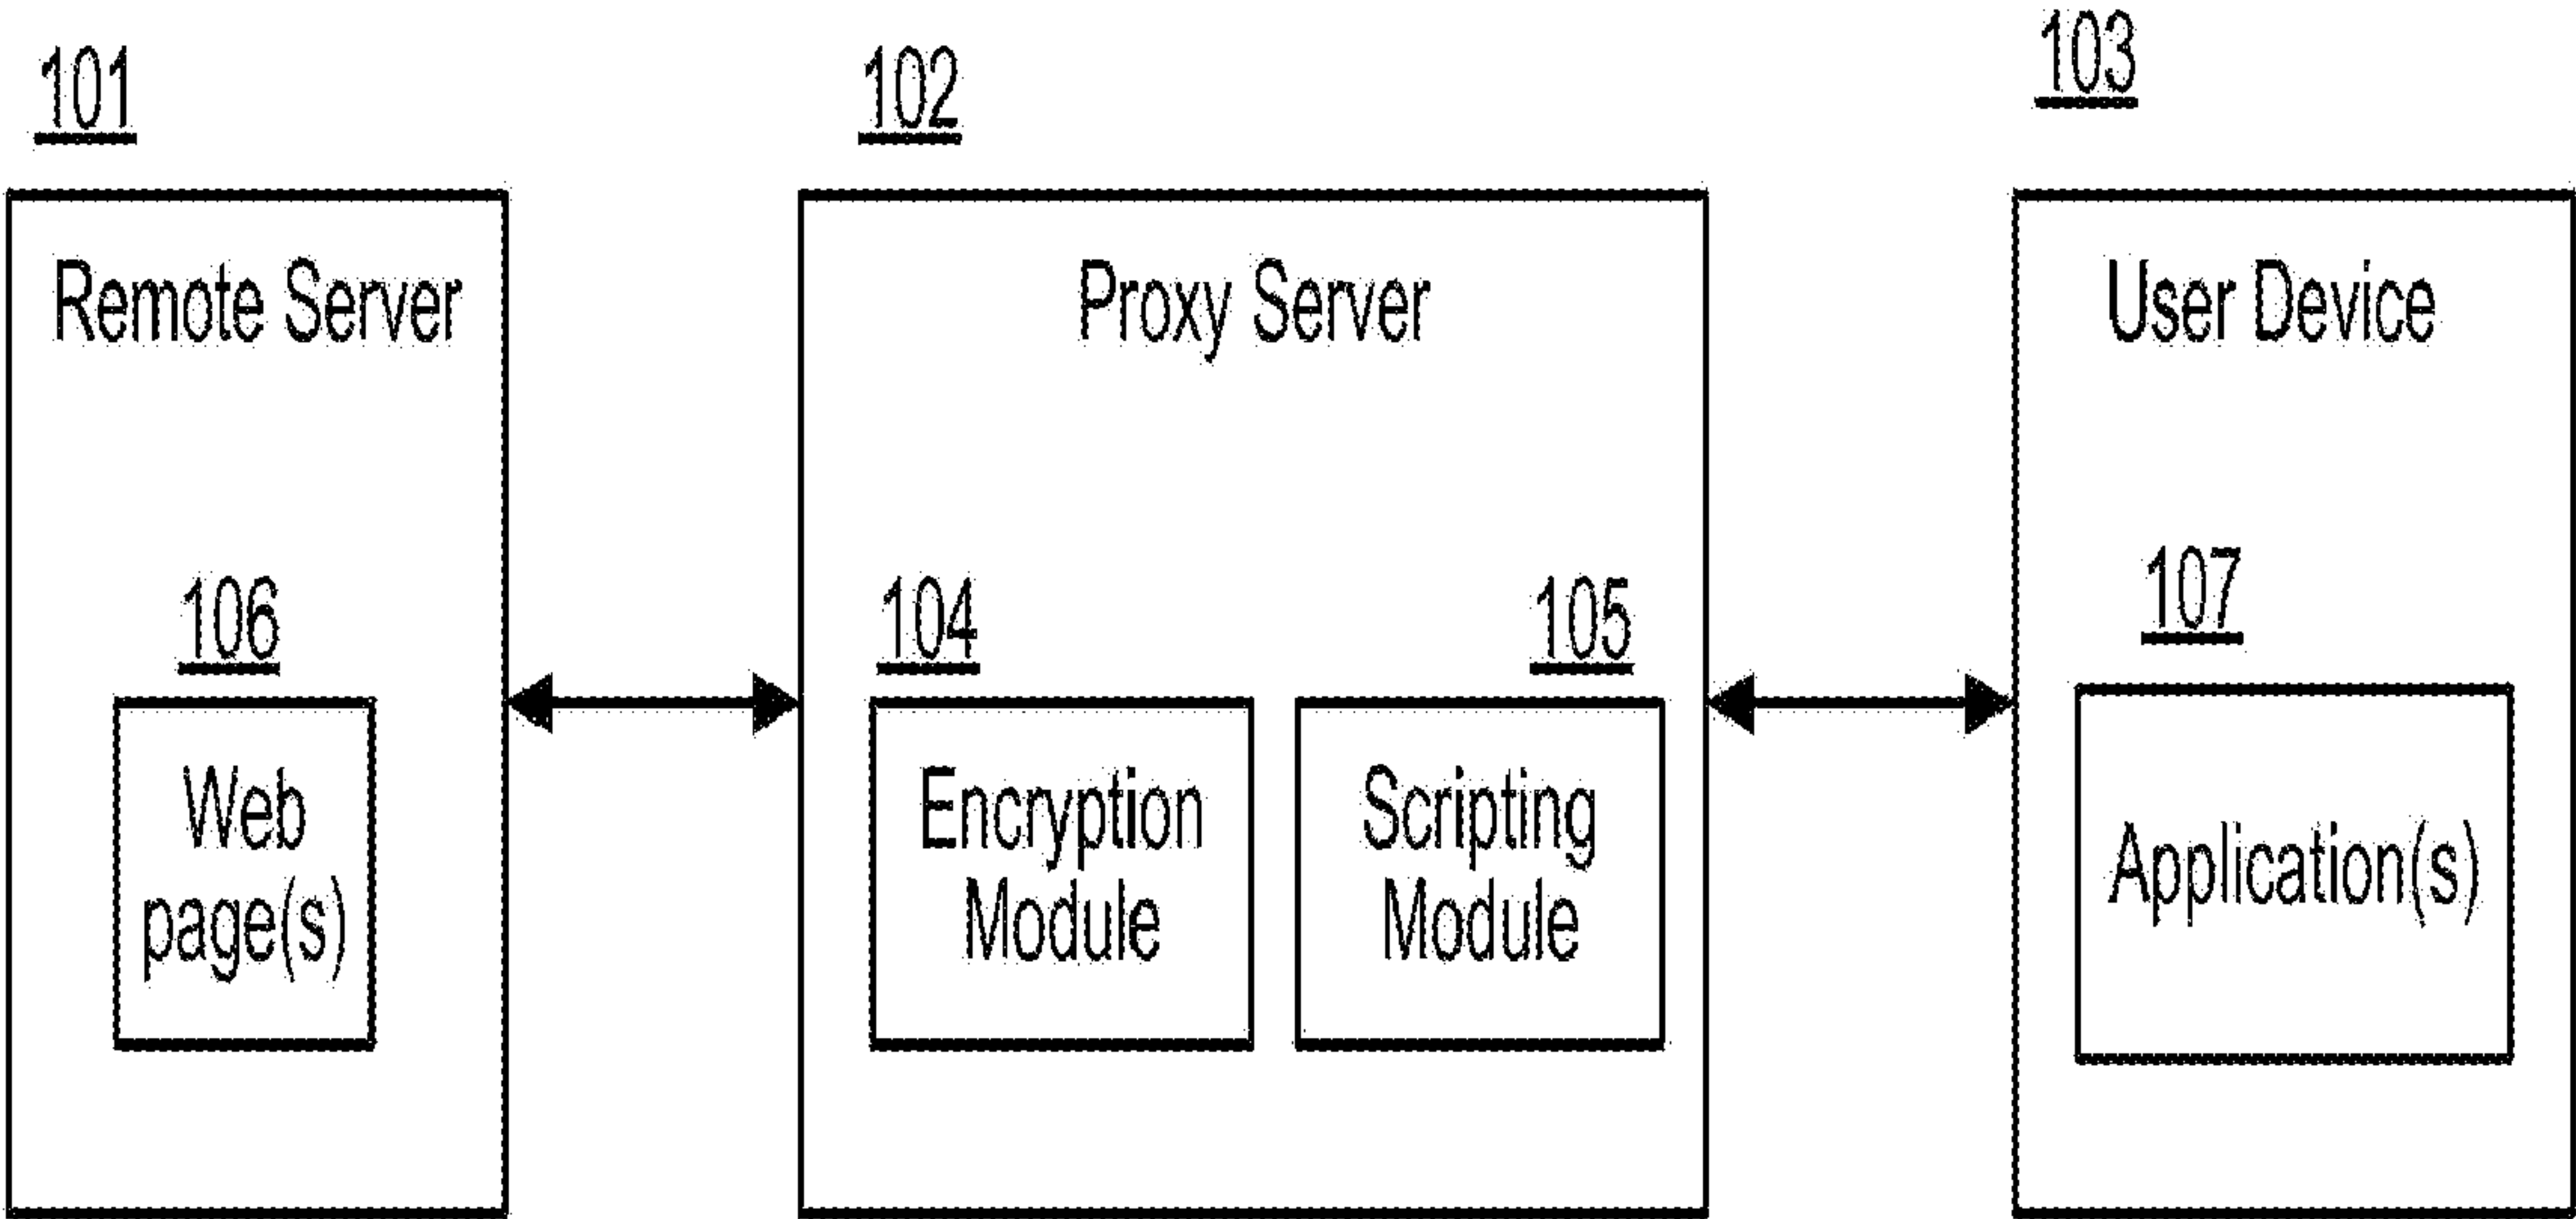 101
Remote Server
106
Web
page(s)
102
Proxy Server
104
Encryption
Module
105
Scripting
Module
103
User Device
107
Application(s)